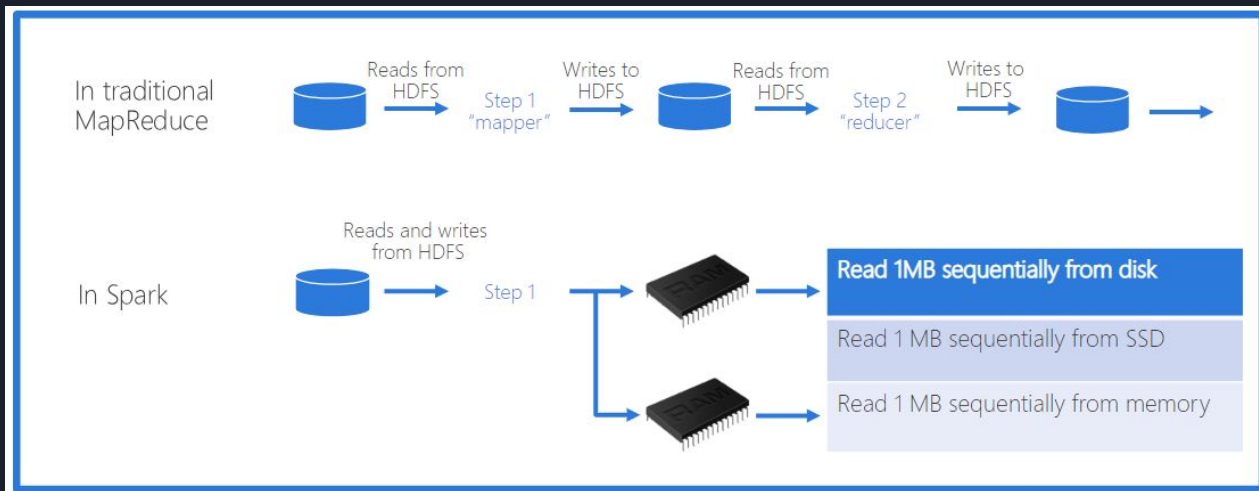 In traditional
MapReduce
Reads from
HDFS
Step 1
“mapper”
Writes to
HDFS
Reads from
HDFS
Step 2
“reducer”
Writes to
HDFS
In Spark
Reads and writes
from HDFS
Step 1
RAM
RAM
Read 1MB sequentially from disk
Read 1 MB sequentially from SSD
Read 1 MB sequentially from memory